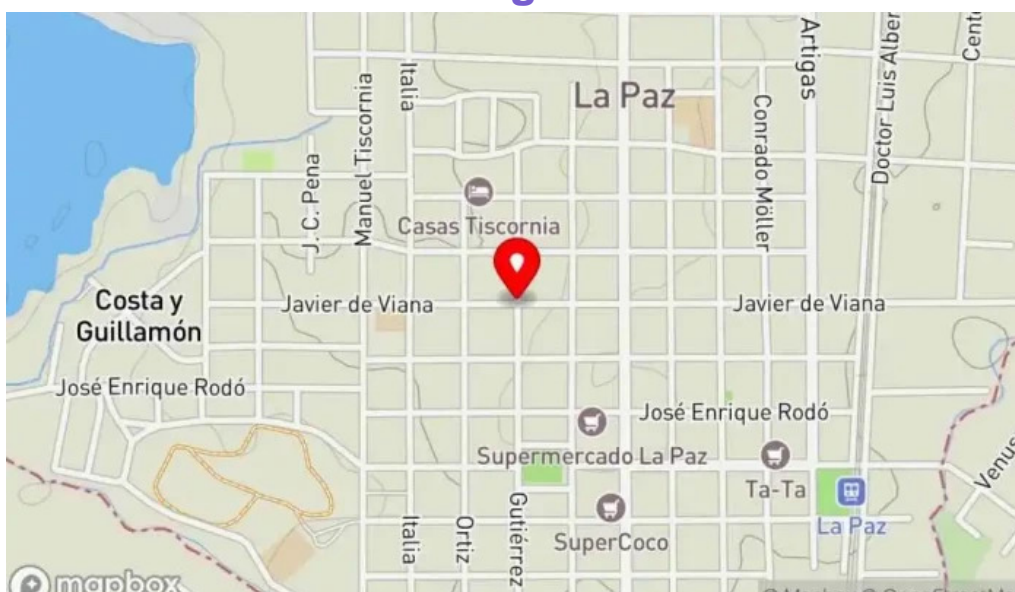 Artigas
Doctor Luis Alber
Cent
Italia
Manuel Tiscornia
La Paz
Conrado Möller
J. C. Pena
Casas Tiscornia
Costa y
Guillamón
Javier de Viana
Javier de Viana
José Enrique Rodó
José Enrique Rodó
Supermercado La Paz
Venus
Ta-Ta
Italia
Ortiz
Gutiérrez
SuperCoco
La Paz
mapbox